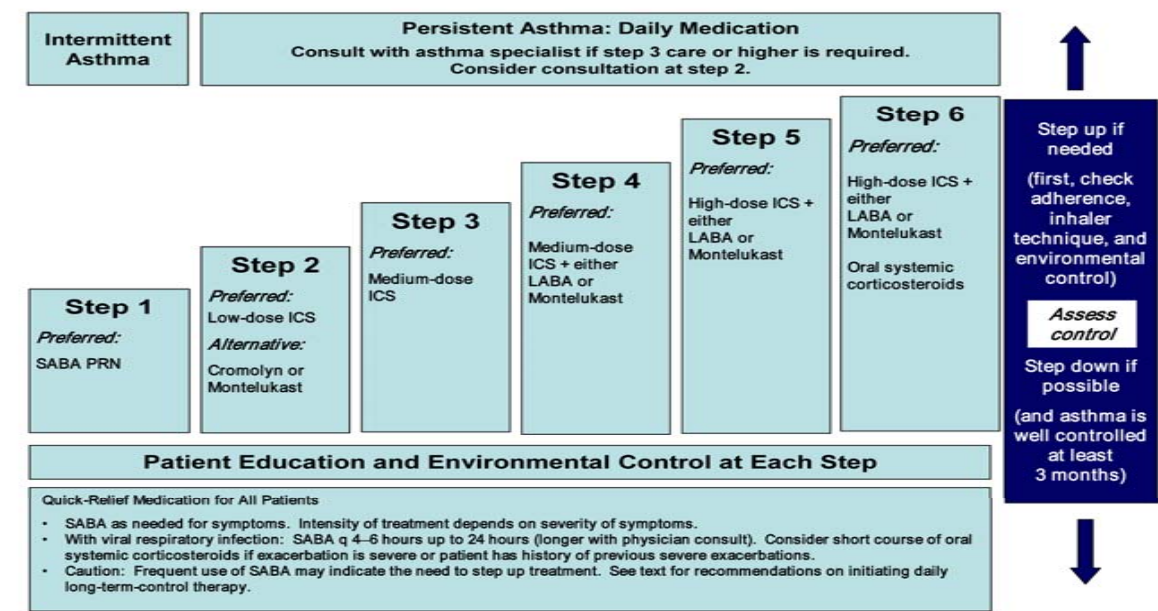 Intermittent
Asthma
Persistent Asthma: Daily Medication
Consult with asthma specialist if step 3 care or higher is required.
Consider consultation at step 2.
Step 1
Preferred:
SABA PRN
Step 2
Preferred:
Low-dose ICS
Alternative:
Cromolyn or
Montelukast
Step 3
Preferred:
Medium-dose
ICS
Step 4
Preferred:
Medium-dose
ICS + either
LABA or
Montelukast
Step 5
Preferred:
High-dose ICS +
either
LABA or
Montelukast
Step 6
Preferred:
High-dose ICS +
either
LABA or
Montelukast
Oral systemic
corticosteroids
Step up if
needed
(first, check
adherence,
inhaler
technique, and
environmental
control)
Assess
control
Step down if
possible
(and asthma is
well controlled
at least
3 months)
Patient Education and Environmental Control at Each Step
Quick-Relief Medication for All Patients
• SABA as needed for symptoms. Intensity of treatment depends on severity of symptoms.
• With viral respiratory infection: SABA q 4–6 hours up to 24 hours (longer with physician consult). Consider short course of oral
systemic corticosteroids if exacerbation is severe or patient has history of previous severe exacerbations.
• Caution: Frequent use of SABA may indicate the need to step up treatment. See text for recommendations on initiating daily
long-term-control therapy.